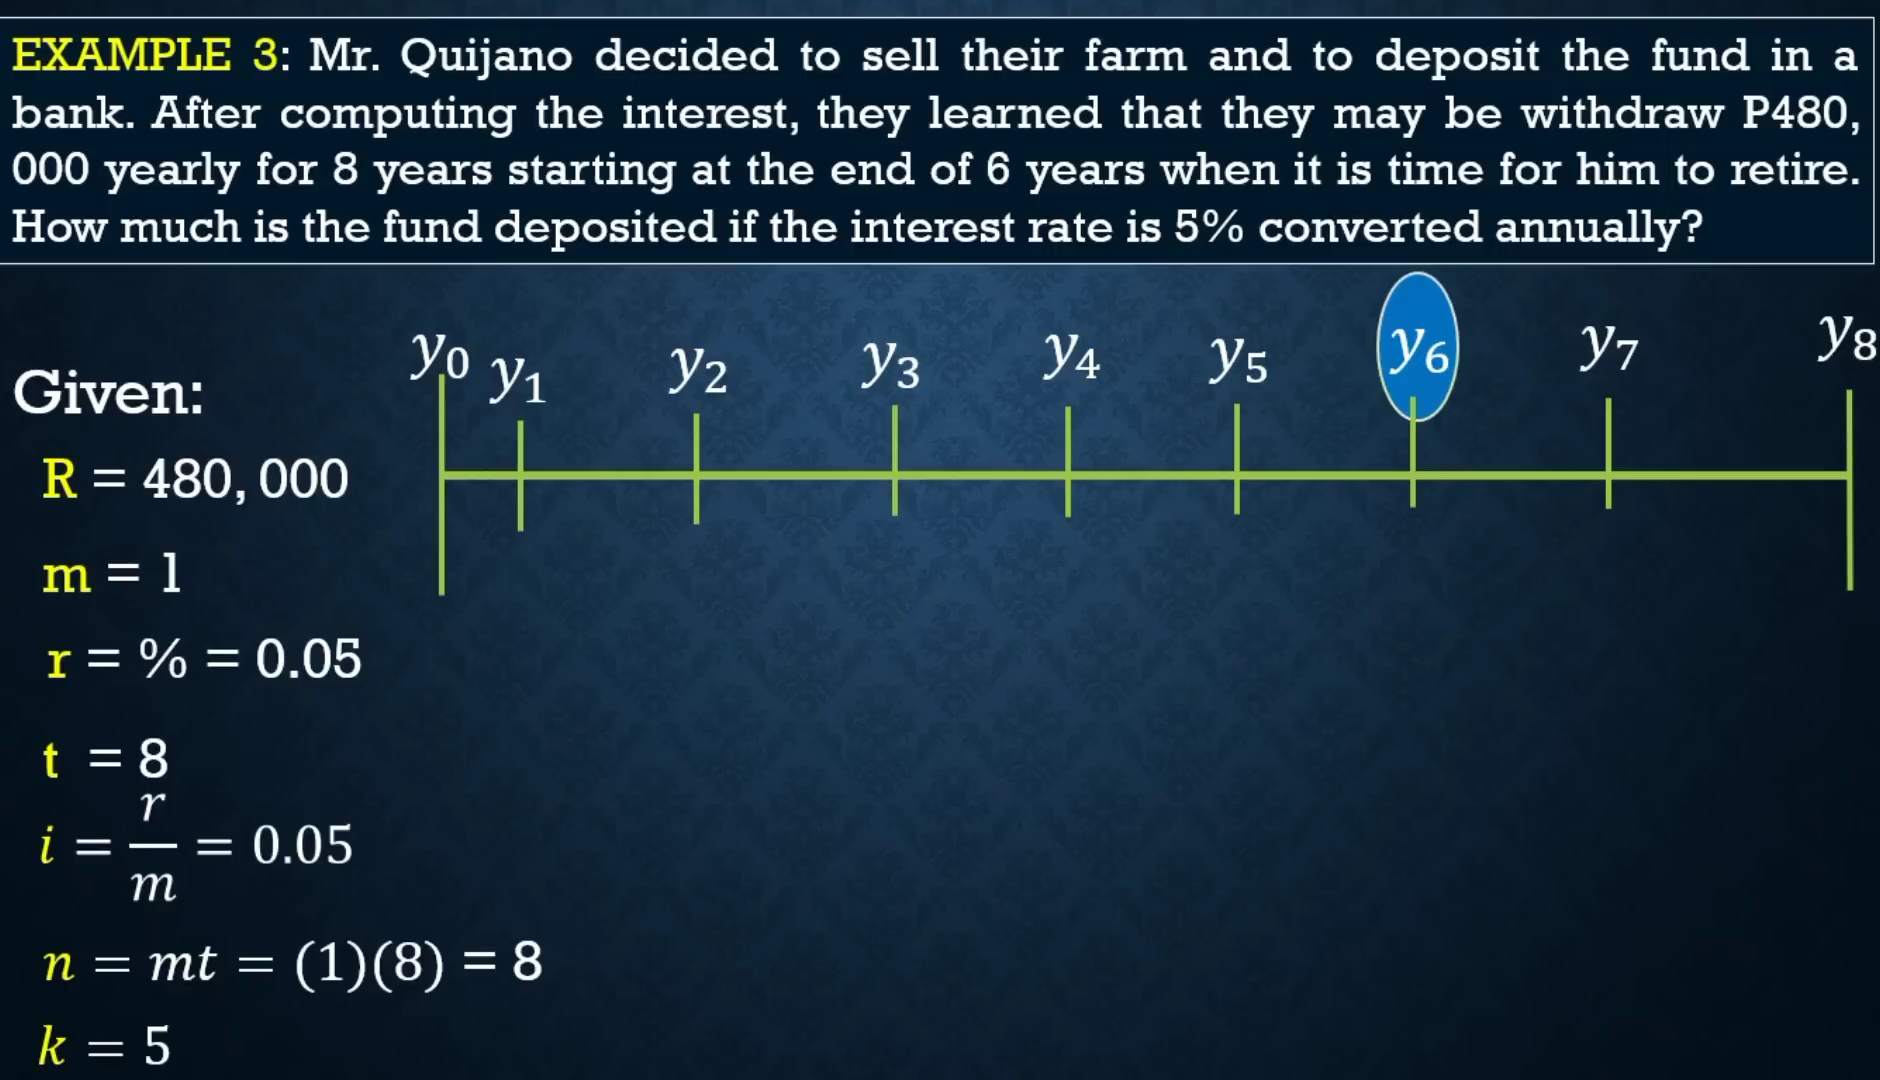 EXAMPLE 3: Mr. Quijano decided to sell their farm and to deposit the fund in a
bank. After computing the interest, they learned that they may be withdraw P480,
000 yearly for 8 years starting at the end of 6 years when it is time for him to retire.
How much is the fund deposited if the interest rate is 5% converted annually?
y₀ y₁ y₂ y₃ y₄ y₅ y₆ y₇ y₈
Given:
R = 480, 000
m = 1
r = % = 0.05
t = 8
i = r/m = 0.05
n = mt = (1)(8) = 8
k = 5